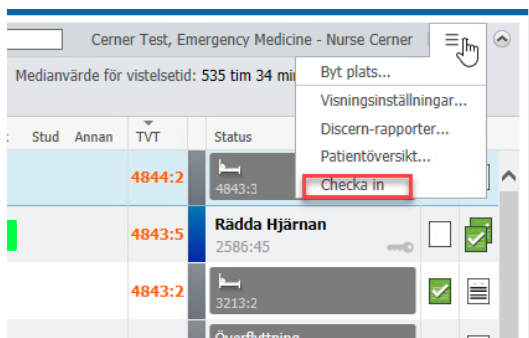 Cerner Test, Emergency Medicine - Nurse Cerner
Medianvärde för vistelsetid: 535 tim 34
Byt plats...
Visningsinställningar...
Discern-rapporter...
Patientöversikt...
Checka in
Stud Annan TVT Status
4844:2 4843:3
4843:5 Rädda Hjärnan
2586:45
4843:2 3213:2
Överflyttning